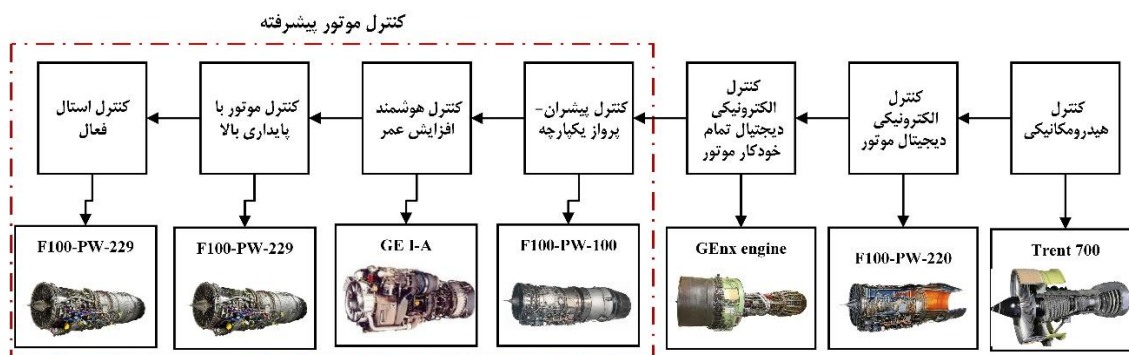 کنترل موتور پیشرفته
کنترل
هیدرومکانیکی
کنترل
الکترونیکی
دیجیتال موتور
کنترل
الکترونیکی
دیجتیال تمام
خودکار موتور
کنترل پیشران-
پرواز یکپارچه
کنترل هوشمند
افزایش عمر
کنترل موتور با
پایداری بالا
کنترل استال
فعال
Trent 700
F100-PW-220
GEnx engine
F100-PW-100
GE I-A
F100-PW-229
F100-PW-229